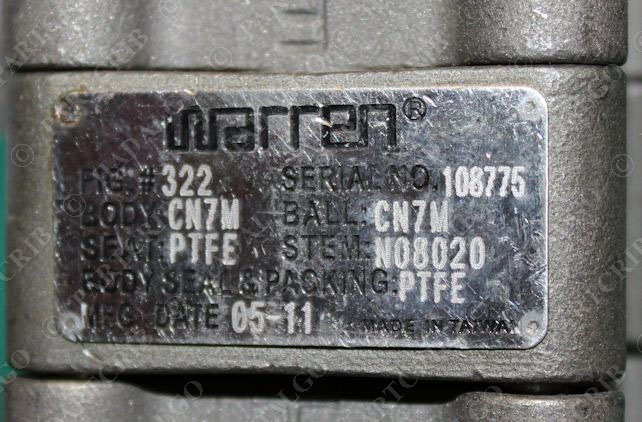 Warren®
FIG. # 322 SERIAL NO. 108775
BODY: CN7M BALL: CN7M
SEAT: PTFE STEM: N08020
BODY SEAL & PACKING: PTFE
MFG. DATE 05-11 MADE IN TAIWAN